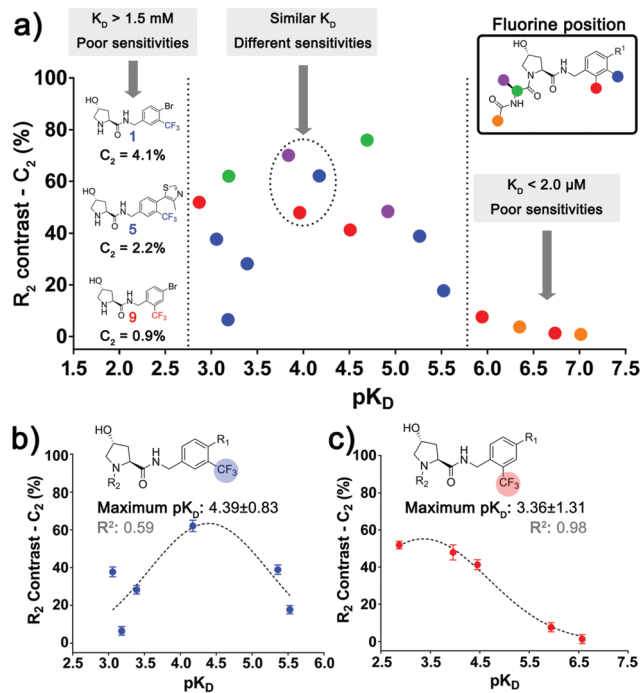 a)
K_D > 1.5 mM
Poor sensitivities
Similar K_D
Different sensitivities
Fluorine position
HO
R¹
N
H
N
O
O
HN
O
R₂ contrast - C₂ (%)
100
80
60
40
20
0
HO
Br
N
H
H
N
O
CF₃
1
C₂ = 4.1%
HO
S
N
N
H
H
N
O
CF₃
5
C₂ = 2.2%
HO
Br
N
H
H
N
O
CF₃
9
C₂ = 0.9%
K_D < 2.0 µM
Poor sensitivities
1.5 2.0 2.5 3.0 3.5 4.0 4.5 5.0 5.5 6.0 6.5 7.0 7.5
pK_D
b)
HO
R₁
N
R₂
H
N
O
CF₃
Maximum pK_D: 4.39±0.83
R²: 0.59
R₂ Contrast - C₂ (%)
100
80
60
40
20
0
2.5 3.0 3.5 4.0 4.5 5.0 5.5 6.0
pK_D
c)
HO
R₁
N
R₂
H
N
O
CF₃
Maximum pK_D: 3.36±1.31
R²: 0.98
R₂ Contrast - C₂ (%)
100
80
60
40
20
0
2.5 3.5 4.5 5.5 6.5 7.5
pK_D